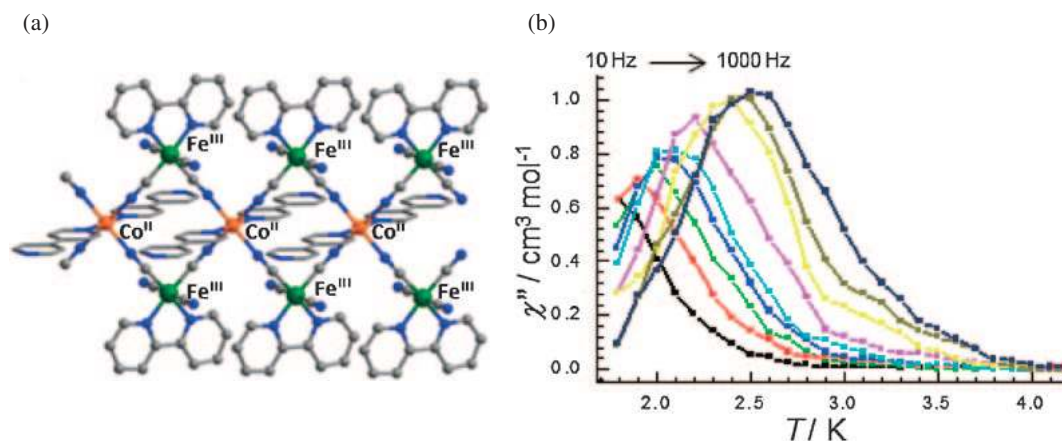 (a)
Fe^III Fe^III Fe^III
Co^II Co^II Co^II
Fe^III Fe^III Fe^III
(b)
10 Hz → 1000 Hz
χ'' / cm³ mol⁻¹
1.0
0.8
0.6
0.4
0.2
0.0
2.0 2.5 3.0 3.5 4.0
T / K